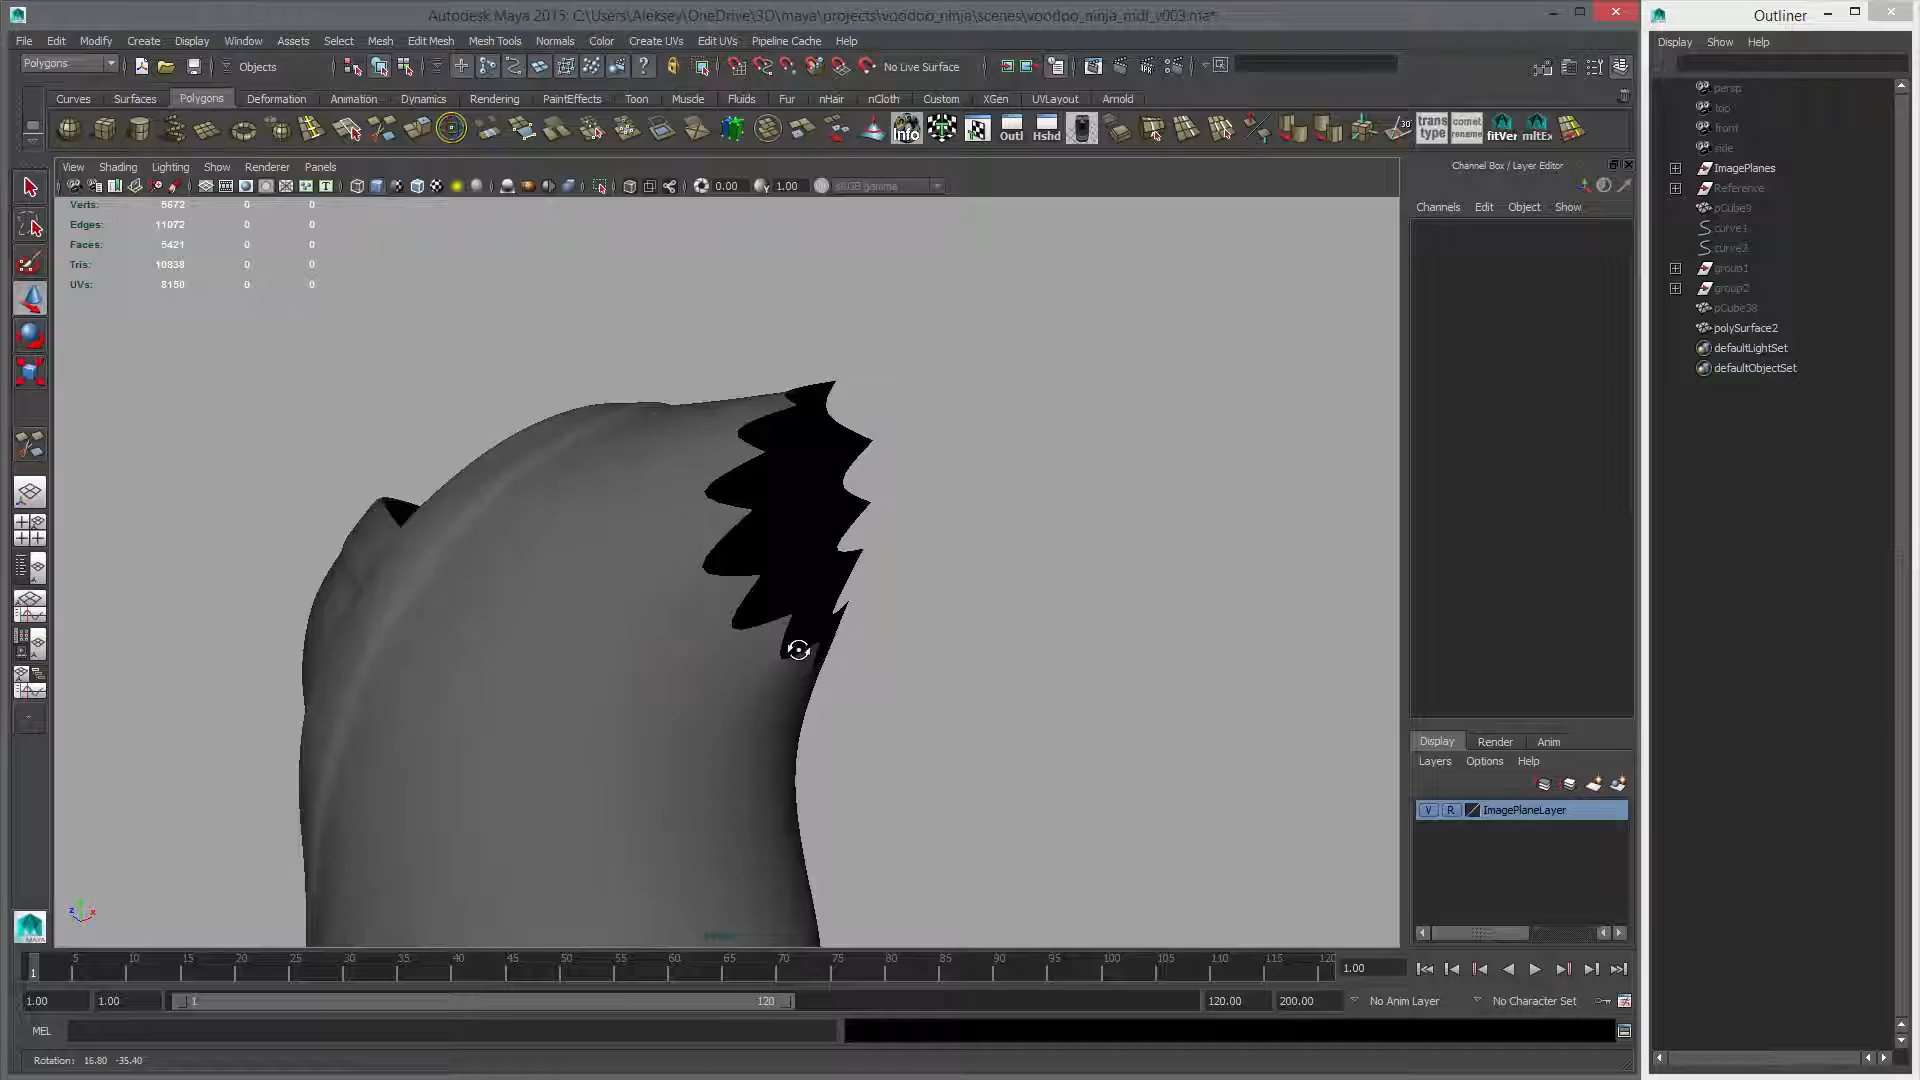 Autodesk Maya 2015: C:\Users\Aleksey\OneDrive\3D\maya\projects\voodoo_ninja\scenes\voodoo_ninja_mdl_v003.ma*
Outliner
File Edit Modify Create Display Window Assets Select Mesh Edit Mesh Mesh Tools Normals Color Create UVs Edit UVs Pipeline Cache Help
Display Show Help
Polygons
Objects
No Live Surface
Curves Surfaces Polygons Deformation Animation Dynamics Rendering PaintEffects Toon Muscle Fluids Fur nHair nCloth Custom XGen UVLayout Arnold
Info Outl Hshd 30 trans type comet rename fitVer mltEx
View Shading Lighting Show Renderer Panels
0.00 1.00 sRGB gamma
Verts: 5672 0 0
Edges: 11072 0 0
Faces: 5421 0 0
Tris: 10838 0 0
UVs: 8150 0 0
Channel Box / Layer Editor
Channels Edit Object Show
persp
top
front
side
ImagePlanes
Reference
pCube9
curve1
curve2
group1
group2
pCube38
polySurface2
defaultLightSet
defaultObjectSet
Display Render Anim
Layers Options Help
V R ImagePlaneLayer
MAYA
1 5 10 15 20 25 30 35 40 45 50 55 60 65 70 75 80 85 90 95 100 105 110 115 120
1.00
1.00 1.00 1 120 120.00 200.00 No Anim Layer No Character Set
MEL
Rotation: 16.80 -35.40